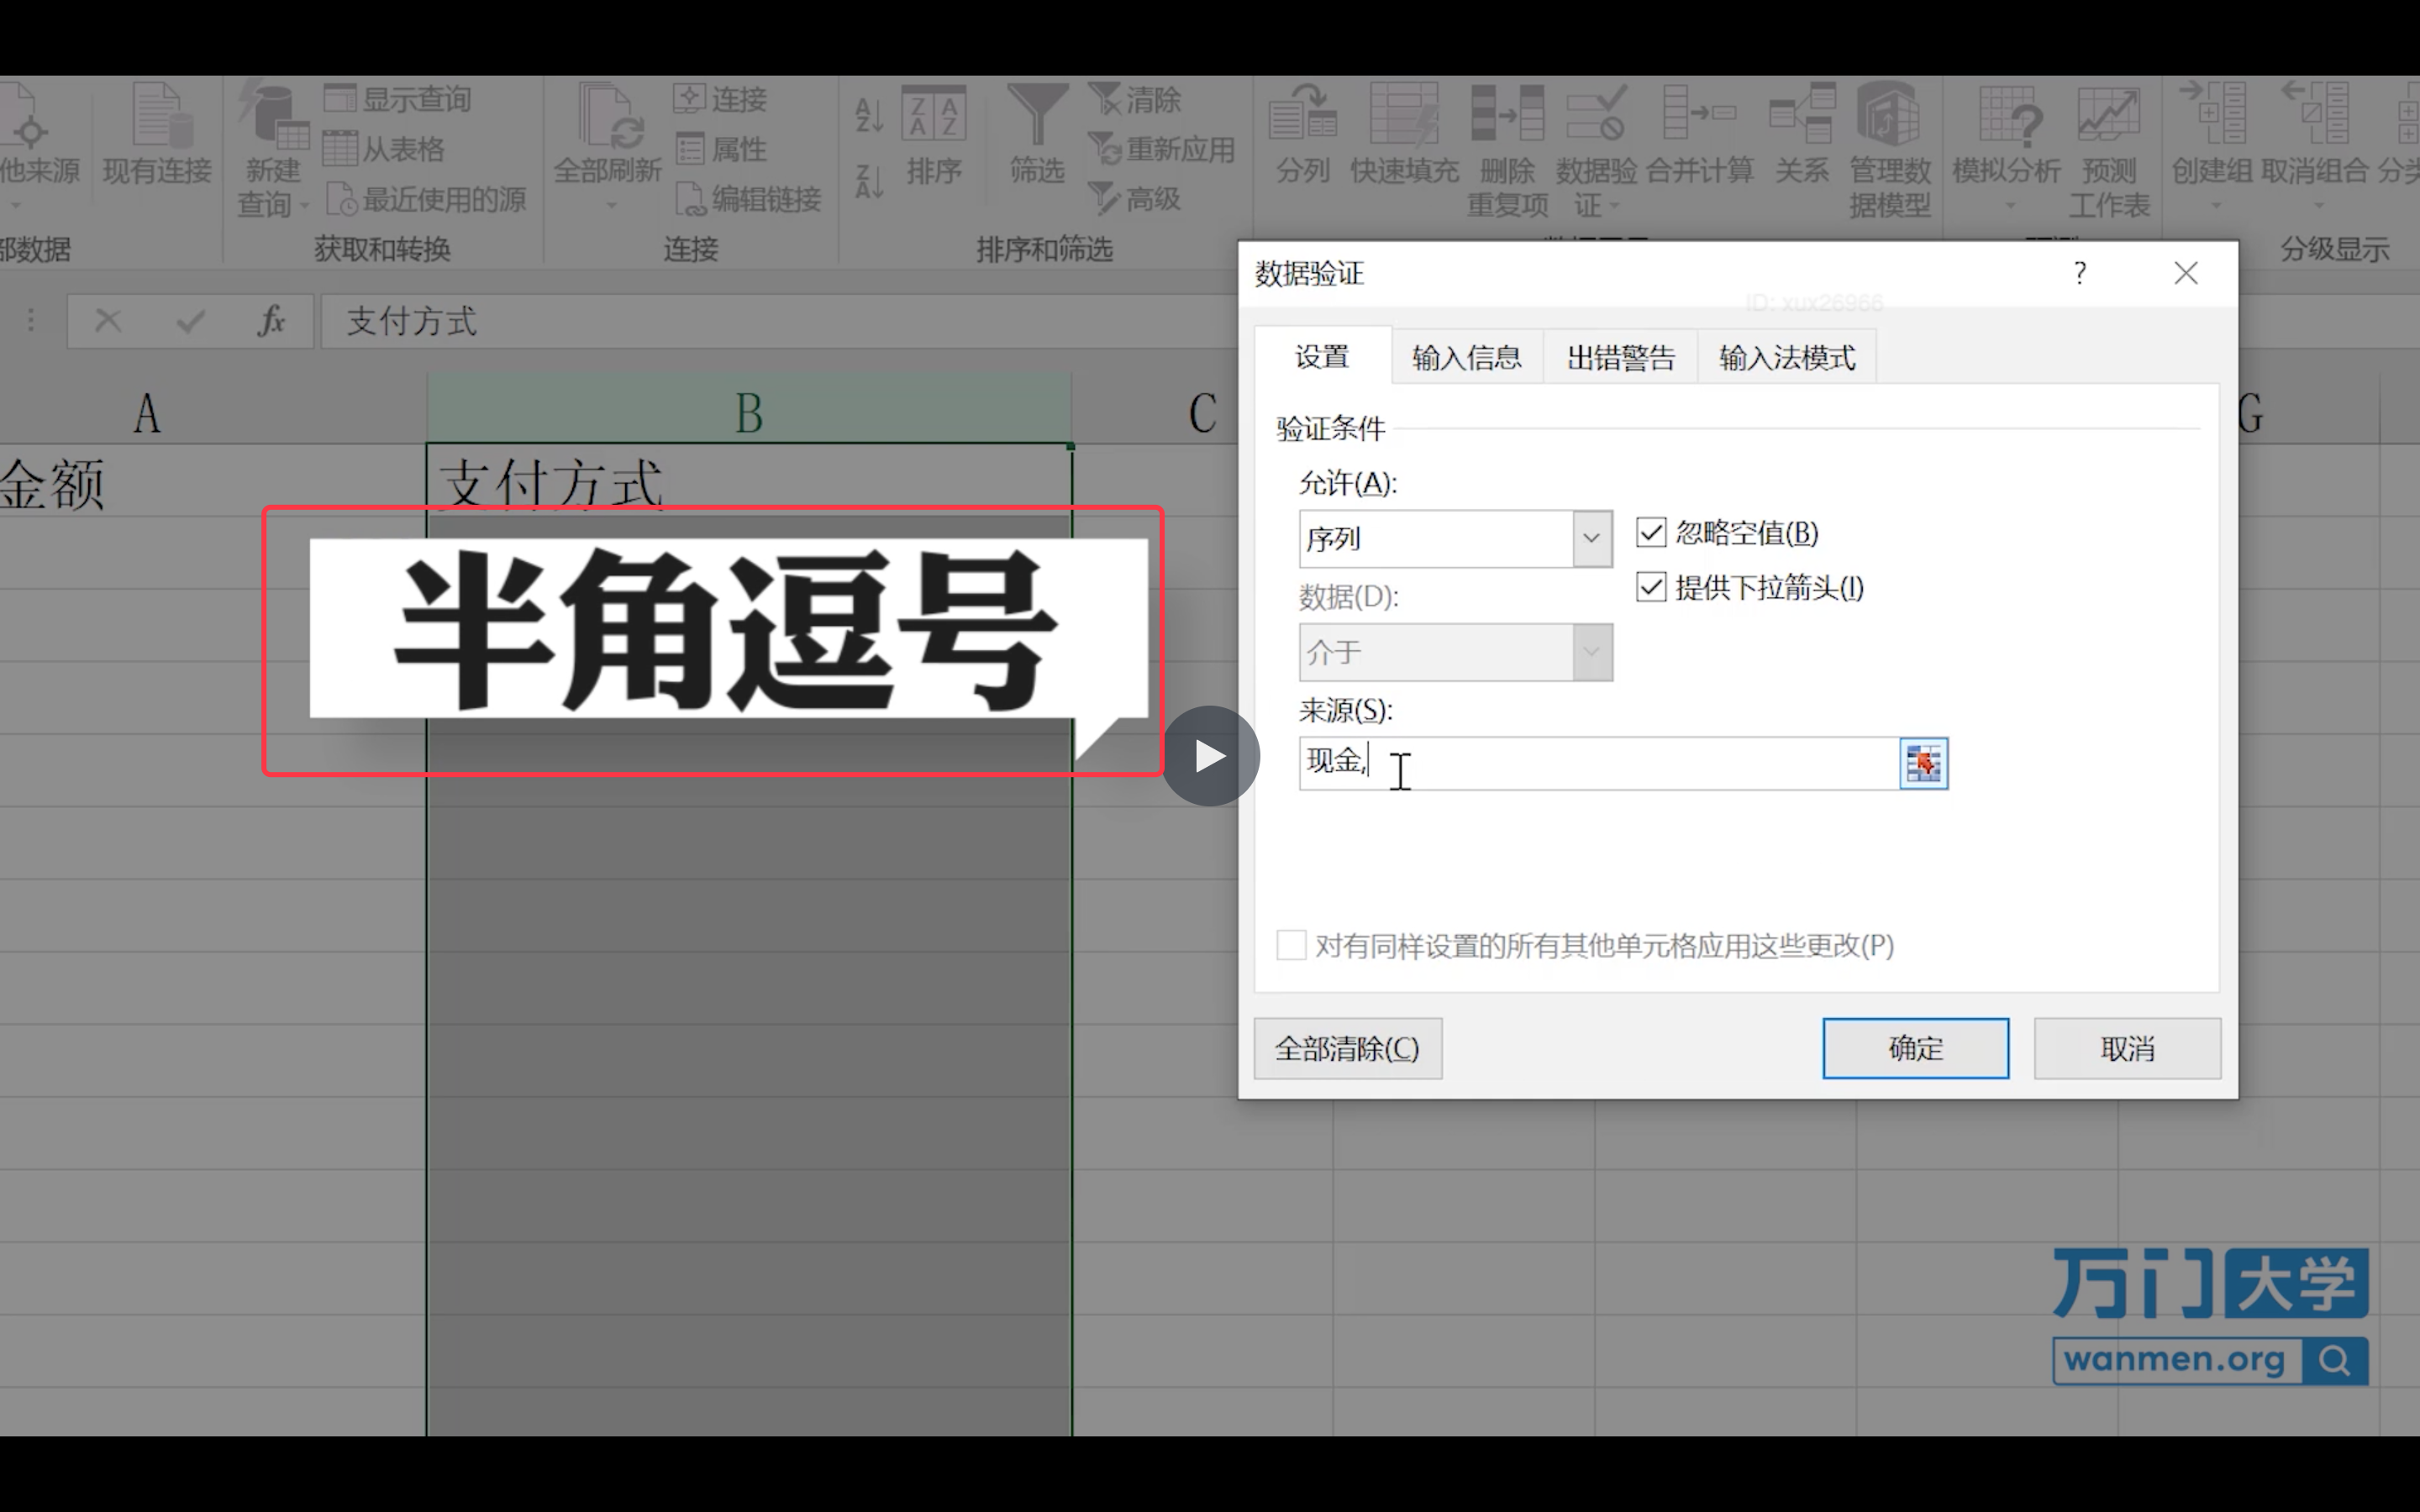 显示查询
连接
清除
他来源
现有连接
新建
查询
从表格
最近使用的源
全部刷新
属性
编辑链接
排序
筛选
重新应用
高级
分列
快速填充
删除
重复项
数据验
证
合并计算
关系
管理数
据模型
模拟分析
预测
工作表
创建组
取消组合
分类
部数据
获取和转换
连接
排序和筛选
分级显示
fx
支付方式
A
B
C
G
金额
支付方式
半角逗号
数据验证
?
ID: xux26966
设置
输入信息
出错警告
输入法模式
验证条件
允许(A):
序列
忽略空值(B)
提供下拉箭头(I)
数据(D):
介于
来源(S):
现金,
对有同样设置的所有其他单元格应用这些更改(P)
全部清除(C)
确定
取消
万门大学
wanmen.org